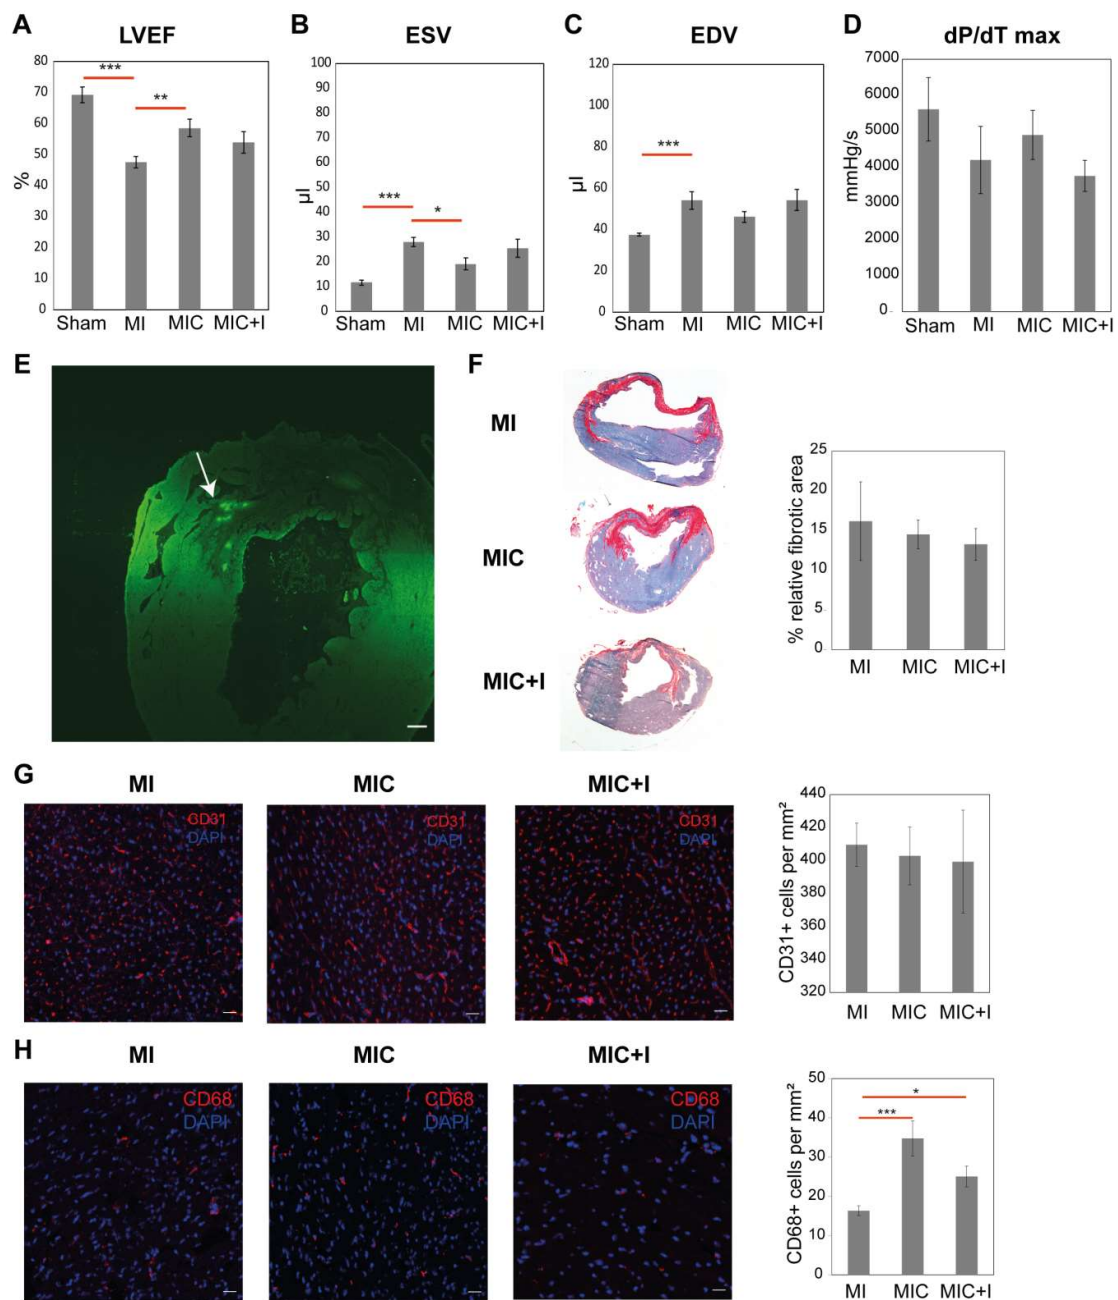 A LVEF
80
70
60
50
40
30
20
10
0
%
***
**
Sham MI MIC MIC+I
B ESV
100
90
80
70
60
50
40
30
20
10
0
µl
***
*
Sham MI MIC MIC+I
C EDV
120
100
80
60
40
20
0
µl
***
Sham MI MIC MIC+I
D dP/dT max
7000
6000
5000
4000
3000
2000
1000
0
mmHg/s
Sham MI MIC MIC+I
E
F
MI
MIC
MIC+I
25
20
15
10
5
0
% relative fibrotic area
MI MIC MIC+I
G
MI MIC MIC+I
CD31
DAPI
CD31
DAPI
CD31
DAPI
440
420
400
380
360
340
320
CD31+ cells per mm²
MI MIC MIC+I
H
MI MIC MIC+I
CD68
DAPI
CD68
DAPI
CD68
DAPI
50
40
30
20
10
0
CD68+ cells per mm²
*
***
MI MIC MIC+I